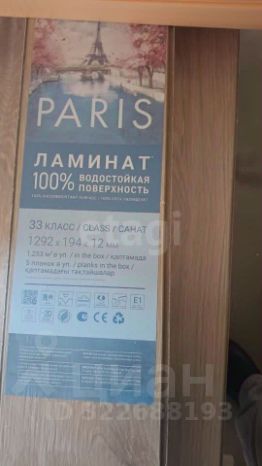 PARIS
ЛАМИНАТ
100% ВОДОСТОЙКАЯ
ПОВЕРХНОСТЬ
33 КЛАСС / CLASS / САНАТ
1292 x 194 x 12 мм
1,253 м² в уп. / in the box / қаптамада
5 планок в уп. / planks in the box /
қаптамадағы тақтайшалар
E1
CE
etagi
циан
ID 322688193